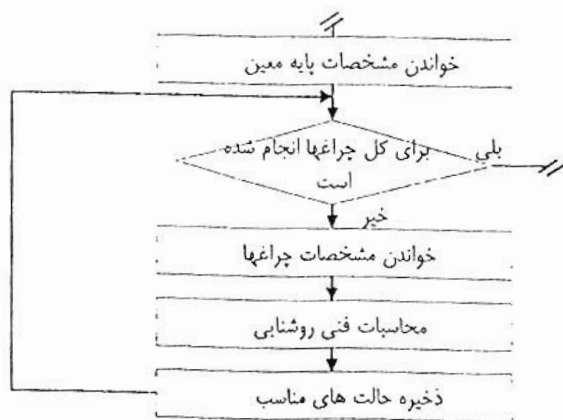 خواندن مشخصات پایه معین
برای کل چراغها انجام شده
است
بلی
خیر
خواندن مشخصات چراغها
محاسبات فنی روشنایی
ذخیره حالت های مناسب